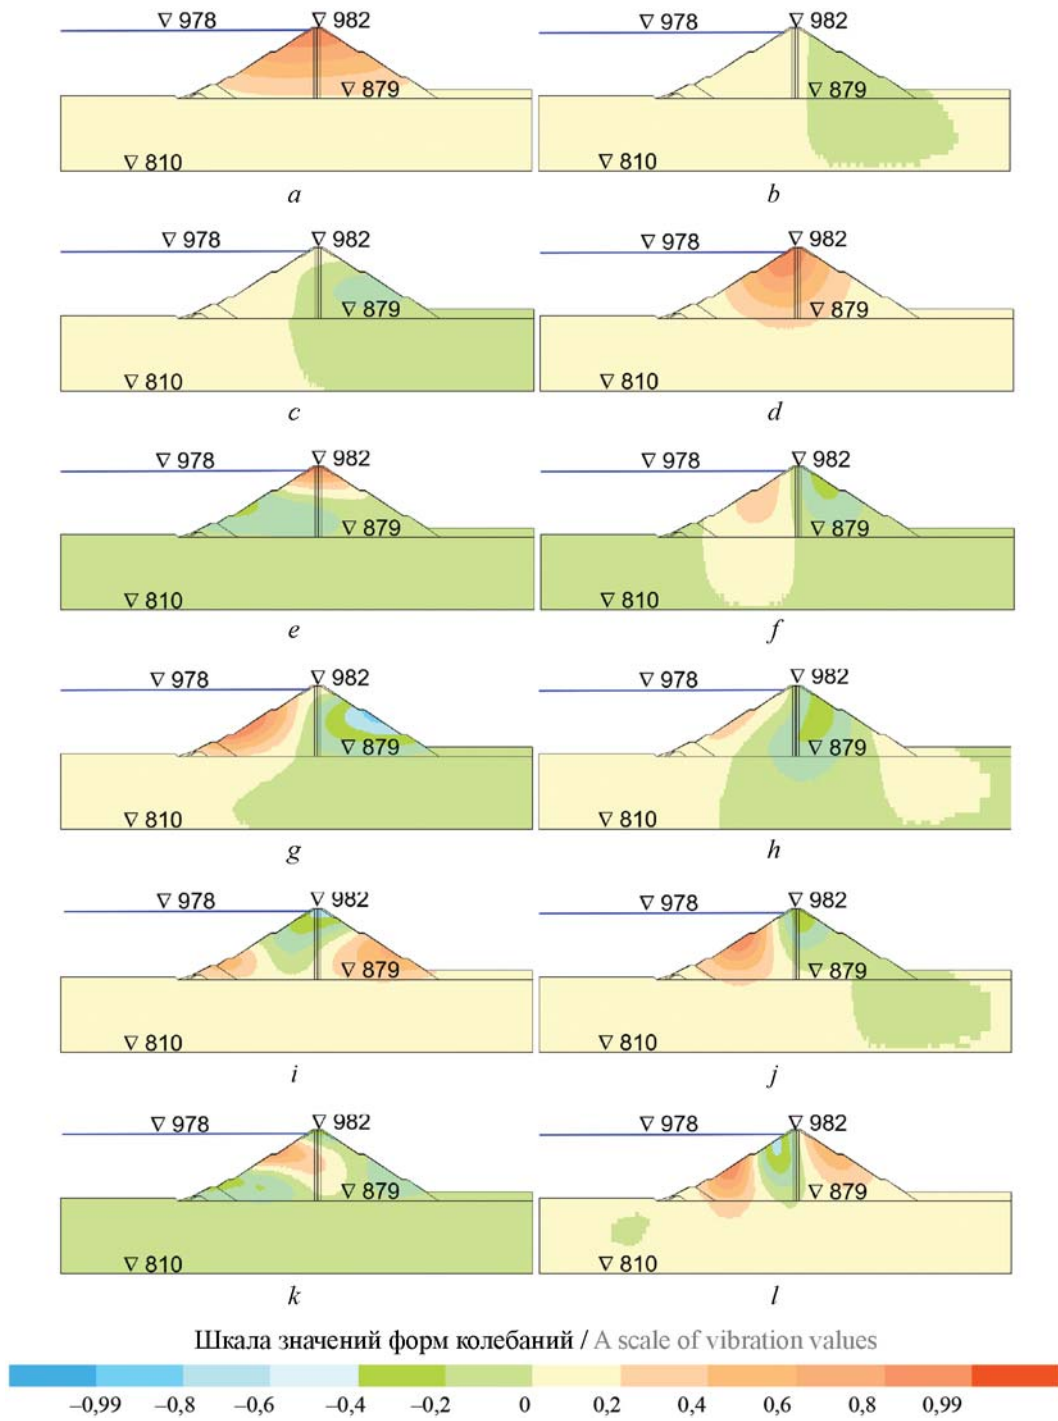 ∇ 978 ∇ 982 ∇ 978 ∇ 982
∇ 879 ∇ 879
∇ 810 ∇ 810
a b
∇ 978 ∇ 982 ∇ 978 ∇ 982
∇ 879 ∇ 879
∇ 810 ∇ 810
c d
∇ 978 ∇ 982 ∇ 978 ∇ 982
∇ 879 ∇ 879
∇ 810 ∇ 810
e f
∇ 978 ∇ 982 ∇ 978 ∇ 982
∇ 879 ∇ 879
∇ 810 ∇ 810
g h
∇ 978 ∇ 982 ∇ 978 ∇ 982
∇ 879 ∇ 879
∇ 810 ∇ 810
i j
∇ 978 ∇ 982 ∇ 978 ∇ 982
∇ 879 ∇ 879
∇ 810 ∇ 810
k l
Шкала значений форм колебаний / A scale of vibration values
–0,99 –0,8 –0,6 –0,4 –0,2 0 0,2 0,4 0,6 0,8 0,99